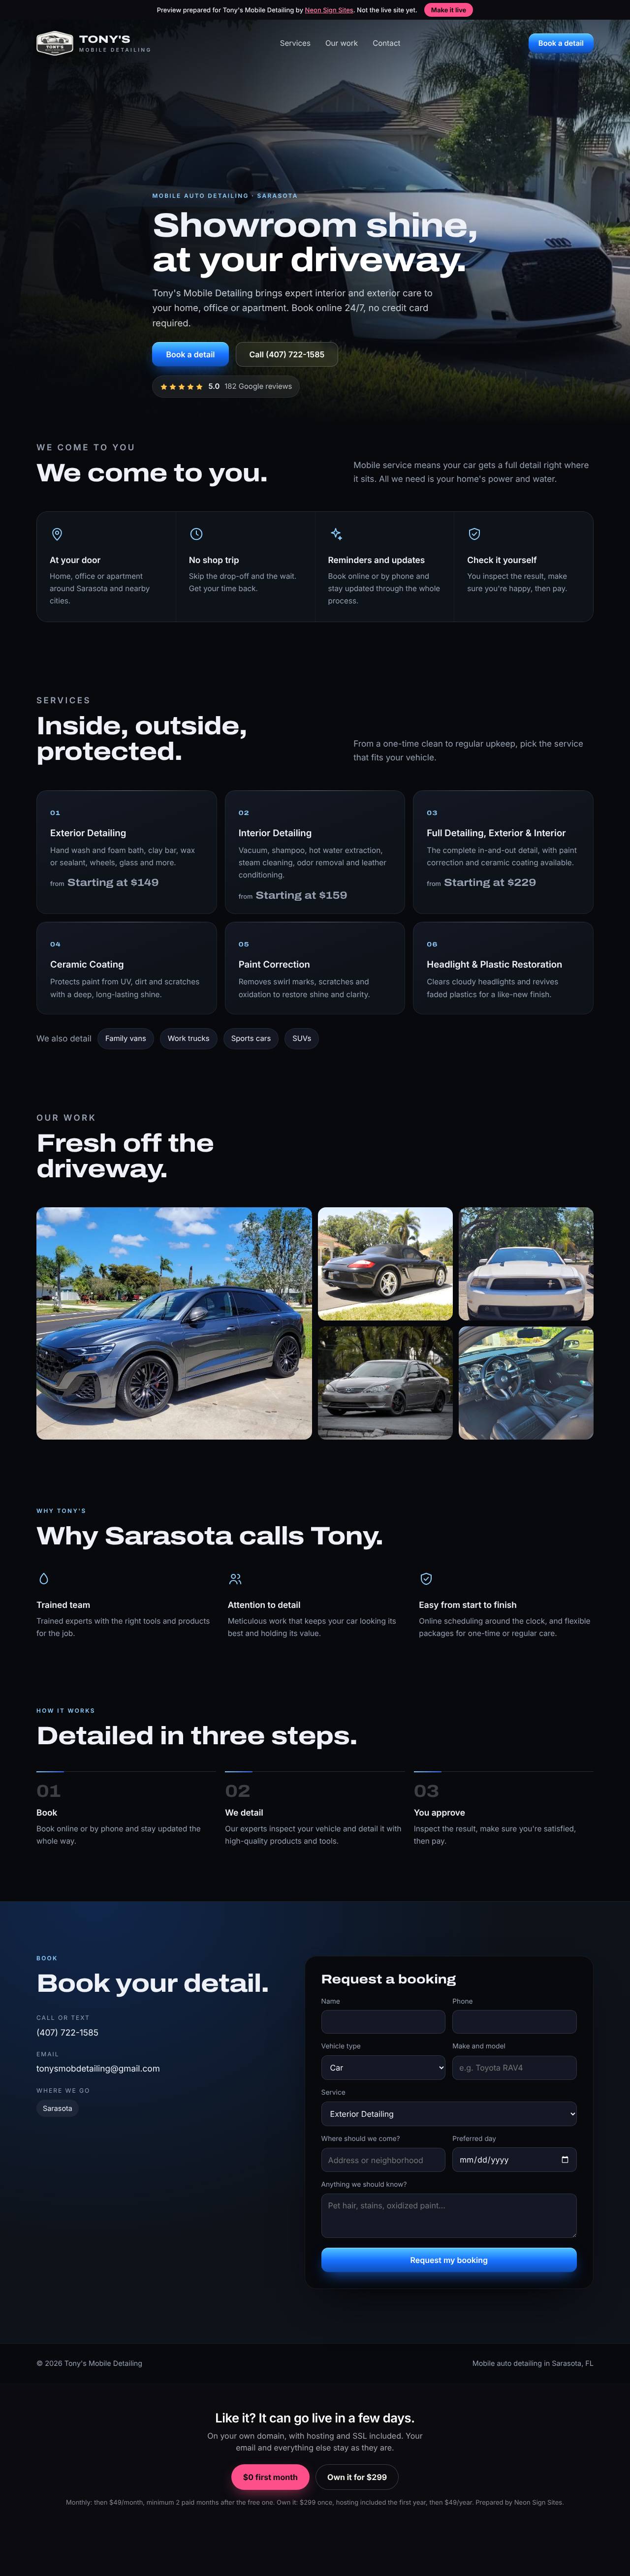 Preview prepared for Tony's Mobile Detailing by Neon Sign Sites. Not the live site yet. Make it live
TONY'S
MOBILE DETAILING
Services Our work Contact
Book a detail
MOBILE AUTO DETAILING · SARASOTA
Showroom shine,
at your driveway.
Tony's Mobile Detailing brings expert interior and exterior care to
your home, office or apartment. Book online 24/7, no credit card
required.
Book a detail Call (407) 722-1585
5.0 182 Google reviews
WE COME TO YOU
We come to you.
Mobile service means your car gets a full detail right where
it sits. All we need is your home's power and water.
At your door
Home, office or apartment
around Sarasota and nearby
cities.
No shop trip
Skip the drop-off and the wait.
Get your time back.
Reminders and updates
Book online or by phone and
stay updated through the whole
process.
Check it yourself
You inspect the result, make
sure you're happy, then pay.
SERVICES
Inside, outside,
protected.
From a one-time clean to regular upkeep, pick the service
that fits your vehicle.
01
Exterior Detailing
Hand wash and foam bath, clay bar, wax
or sealant, wheels, glass and more.
from Starting at $149
02
Interior Detailing
Vacuum, shampoo, hot water extraction,
steam cleaning, odor removal and leather
conditioning.
from Starting at $159
03
Full Detailing, Exterior & Interior
The complete in-and-out detail, with paint
correction and ceramic coating available.
from Starting at $229
04
Ceramic Coating
Protects paint from UV, dirt and scratches
with a deep, long-lasting shine.
05
Paint Correction
Removes swirl marks, scratches and
oxidation to restore shine and clarity.
06
Headlight & Plastic Restoration
Clears cloudy headlights and revives
faded plastics for a like-new finish.
We also detail Family vans Work trucks Sports cars SUVs
OUR WORK
Fresh off the
driveway.
WHY TONY'S
Why Sarasota calls Tony.
Trained team
Trained experts with the right tools and products
for the job.
Attention to detail
Meticulous work that keeps your car looking its
best and holding its value.
Easy from start to finish
Online scheduling around the clock, and flexible
packages for one-time or regular care.
HOW IT WORKS
Detailed in three steps.
01
Book
Book online or by phone and stay updated the
whole way.
02
We detail
Our experts inspect your vehicle and detail it with
high-quality products and tools.
03
You approve
Inspect the result, make sure you're satisfied,
then pay.
BOOK
Book your detail.
CALL OR TEXT
(407) 722-1585
EMAIL
tonysmobdetailing@gmail.com
WHERE WE GO
Sarasota
Request a booking
Name Phone
Vehicle type Make and model
Car e.g. Toyota RAV4
Service
Exterior Detailing
Where should we come? Preferred day
Address or neighborhood mm/dd/yyyy
Anything we should know?
Pet hair, stains, oxidized paint...
Request my booking
© 2026 Tony's Mobile Detailing
Mobile auto detailing in Sarasota, FL
Like it? It can go live in a few days.
On your own domain, with hosting and SSL included. Your
email and everything else stay as they are.
$0 first month Own it for $299
Monthly: then $49/month, minimum 2 paid months after the free one. Own it: $299 once, hosting included the first year, then $49/year. Prepared by Neon Sign Sites.